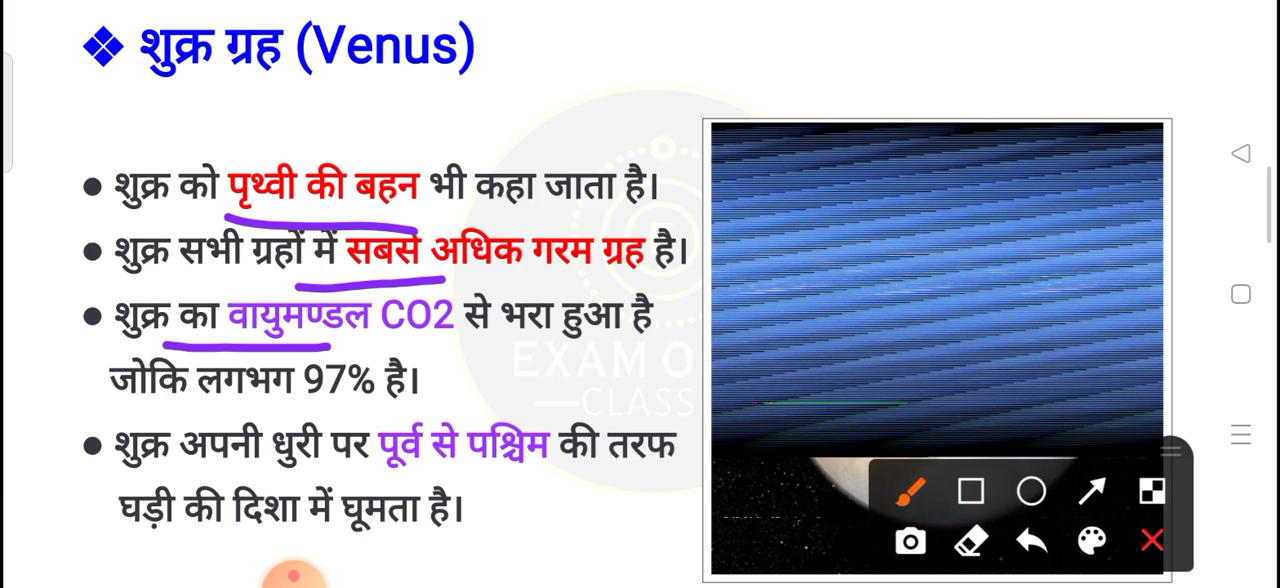 ❖ शुक्र ग्रह (Venus)
● शुक्र को पृथ्वी की बहन भी कहा जाता है।
● शुक्र सभी ग्रहों में सबसे अधिक गरम ग्रह है।
● शुक्र का वायुमण्डल CO2 से भरा हुआ है
जोकि लगभग 97% है।
● शुक्र अपनी धुरी पर पूर्व से पश्चिम की तरफ
घड़ी की दिशा में घूमता है।
EXAM O
CLASS